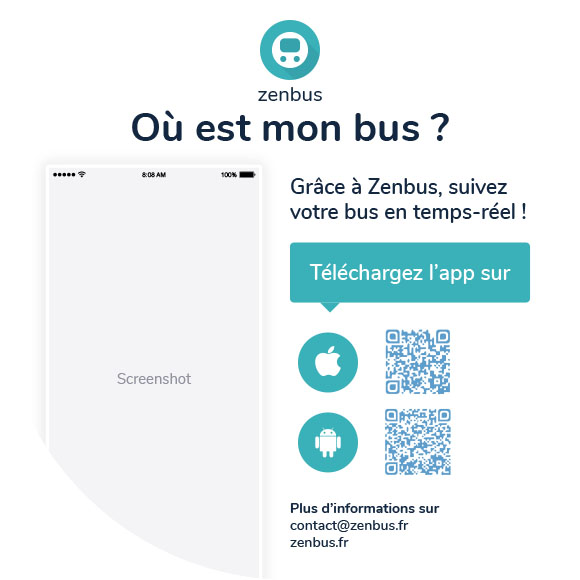 zenbus
Où est mon bus ?
8:08 AM
100%
Grâce à Zenbus, suivez
votre bus en temps-réel !
Téléchargez l’app sur
Screenshot
Plus d’informations sur
contact@zenbus.fr
zenbus.fr